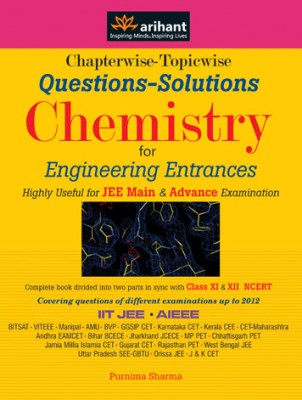 arihant
Inspiring Minds, Inspiring Lives
Chapterwise-Topicwise
Questions-Solutions
Chemistry
for
Engineering Entrances
Highly Useful for JEE Main & Advance Examination
Complete book divided into two parts in sync with Class XI & XII NCERT
Covering questions of different examinations up to 2012
IIT JEE • AIEEE
BITSAT • VITEEE • Manipal • AMU • BVP • GGSIP CET • Karnataka CET • Kerala CEE • CET-Maharashtra
Andhra EAMCET • Bihar BCECE • Jharkhand JCECE • MP PET • Chhattisgarh PET
Jamia Millia Islamia CET • Gujarat CET • Rajasthan PET • West Bengal JEE
Uttar Pradesh SEE-GBTU • Orissa JEE • J & K CET
Purnima Sharma